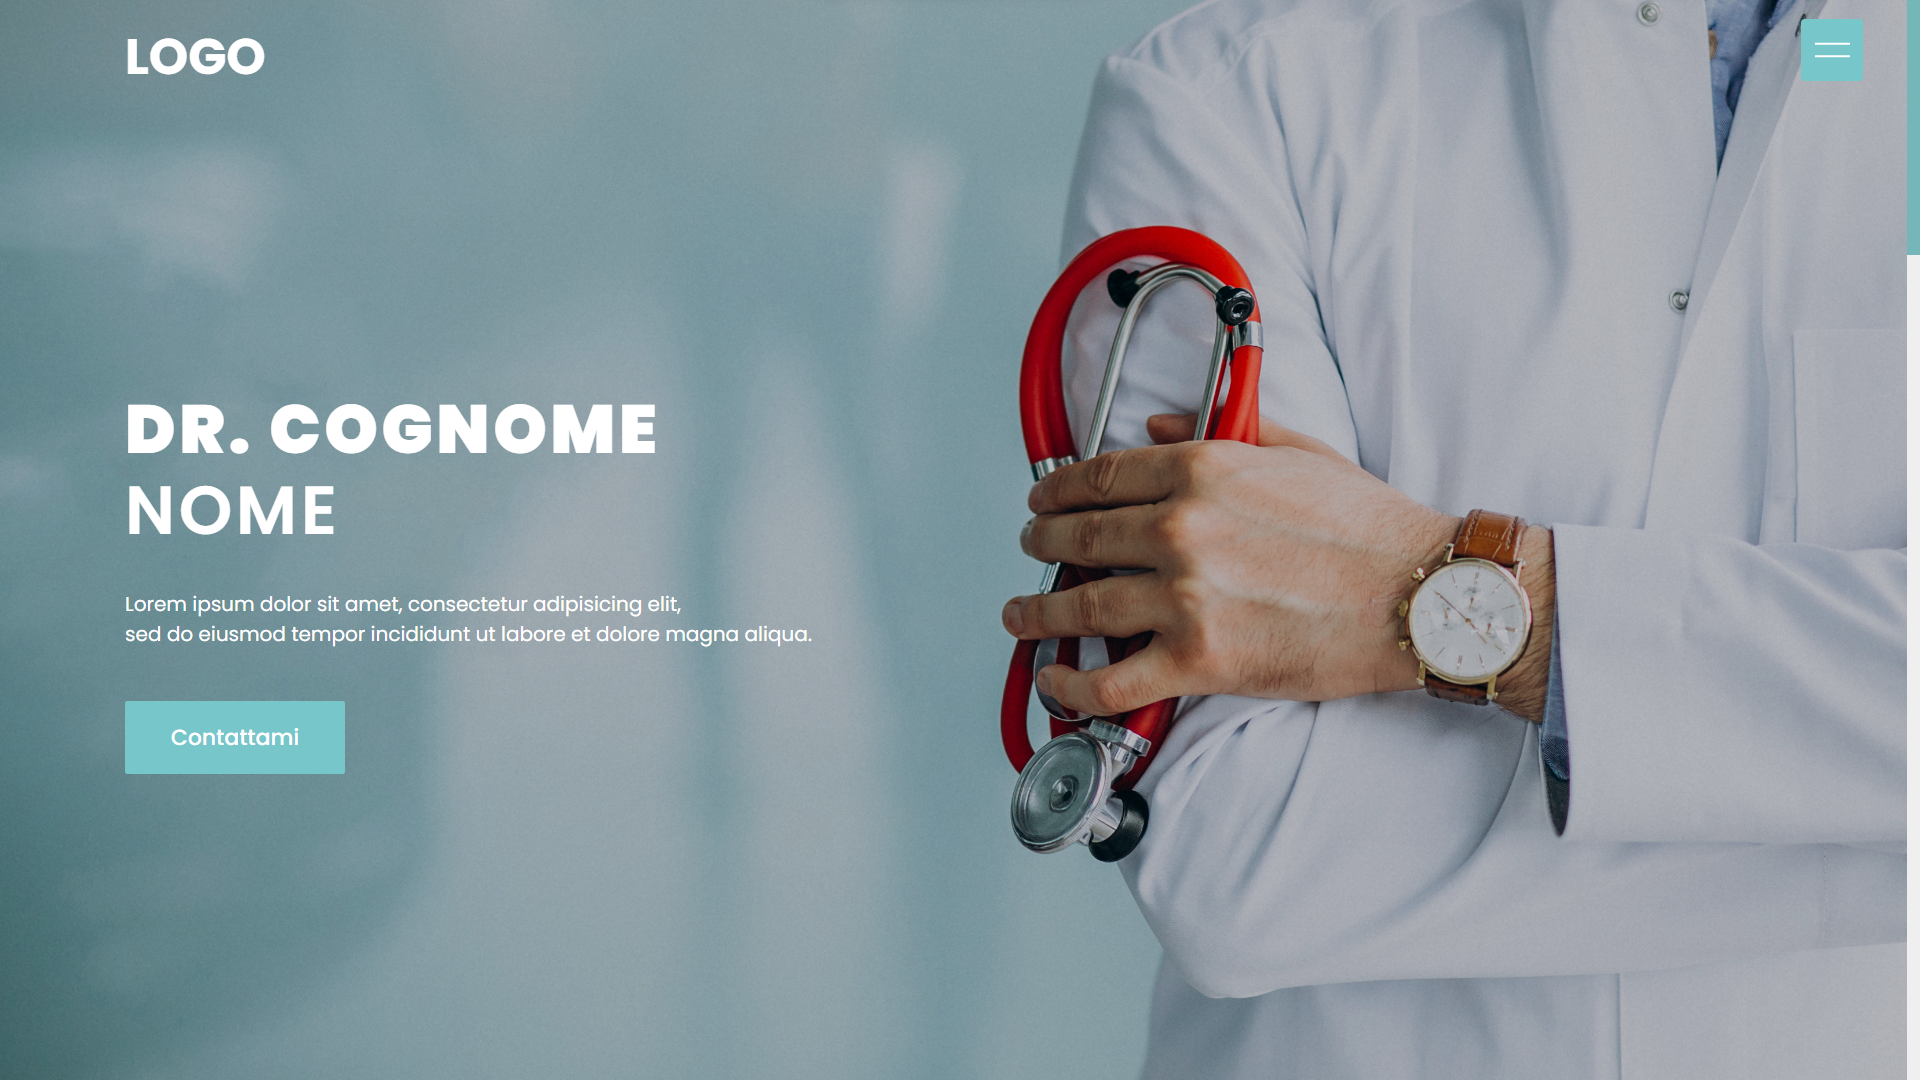 LOGO
DR. COGNOME
NOME
Lorem ipsum dolor sit amet, consectetur adipisicing elit,
sed do eiusmod tempor incididunt ut labore et dolore magna aliqua.
Contattami